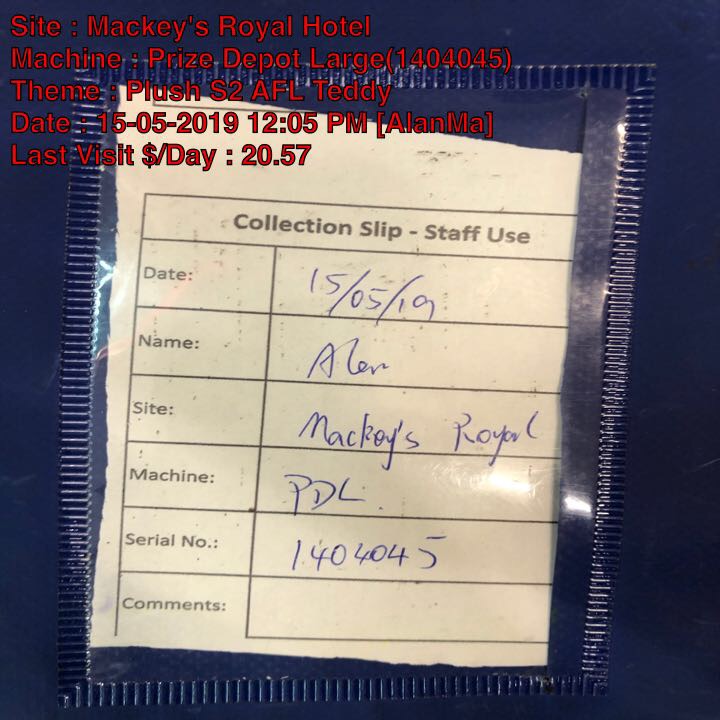 Site : Mackey's Royal Hotel
Machine : Prize Depot Large(1404045)
Theme : Plush S2 AFL Teddy
Date : 15-05-2019 12:05 PM [AlanMa]
Last Visit $/Day : 20.57
Collection Slip - Staff Use
Date: 15/05/19
Name: Alan
Site: Mackey's Royal
Machine: PDL
Serial No.: 1404045
Comments: